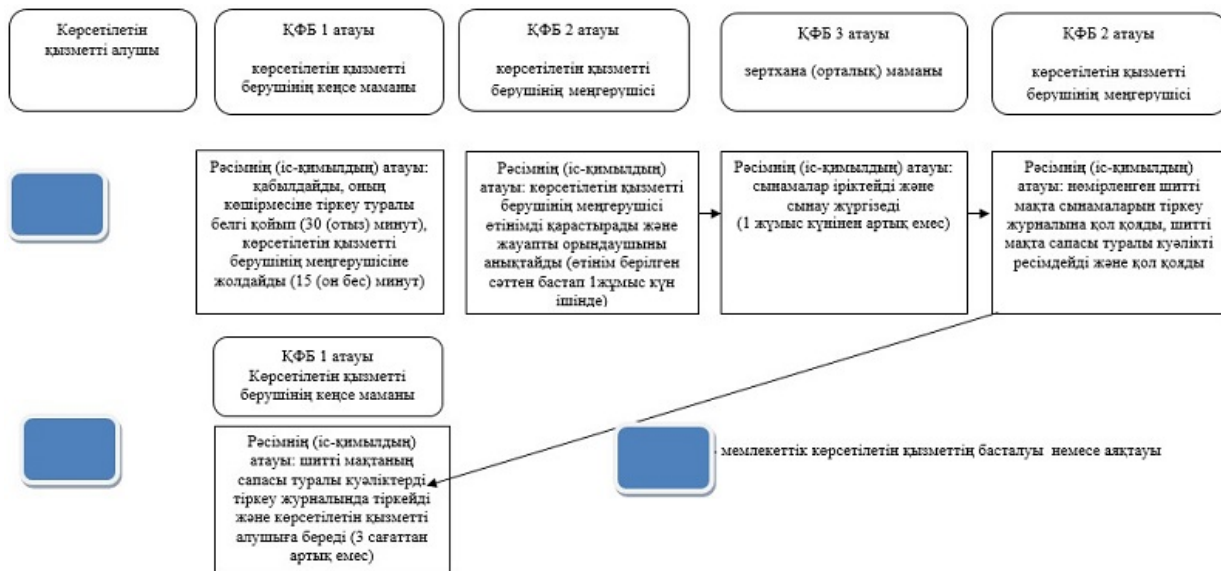 Көрсетілетін
қызметті алушы
ҚФБ 1 атауы
көрсетілетін қызметті
берушінің кеңсе маманы
ҚФБ 2 атауы
көрсетілетін қызметті
берушінің меңгерушісі
ҚФБ 3 атауы
зертхана (орталық) маманы
ҚФБ 2 атауы
көрсетілетін қызметті
берушінің меңгерушісі
Рәсімнің (іс-қимылдың) атауы:
қабылдайды, оның
көшірмесіне тіркеу туралы
белгі қойып (30 (отыз) минут),
көрсетілетін қызметті
берушінің меңгерушісіне
жолдайды (15 (он бес) минут)
Рәсімнің (іс-қимылдың)
атауы: көрсетілетін қызметті
берушінің меңгерушісі
өтінімді қарастырады және
жауапты орындаушыны
анықтайды (өтінім берілген
сәттен бастап 1жұмыс күн
ішінде)
Рәсімнің (іс-қимылдың) атауы:
сынамалар іріктейді және
сынау жүргізеді
(1 жұмыс күнінен артық емес)
Рәсімнің (іс-қимылдың)
атауы: нөмірленген шитті
мақта сынамаларын тіркеу
журналына қол қояды, шитті
мақта сапасы туралы куәлікті
ресімдейді және қол қояды
ҚФБ 1 атауы
Көрсетілетін қызметті
берушінің кеңсе маманы
Рәсімнің (іс-қимылдың)
атауы: шитті мақтаның
сапасы туралы куәліктерді
тіркеу журналында тіркейді
және көрсетілетін қызметті
алушыға береді (3 сағаттан
артық емес)
- мемлекеттік көрсетілетін қызметтің басталуы немесе аяқтауы